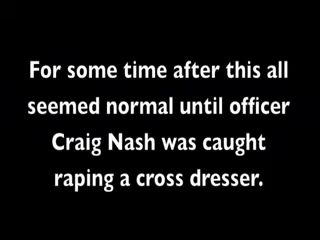 For some time after this all
seemed normal until officer
Craig Nash was caught
raping a cross dresser.